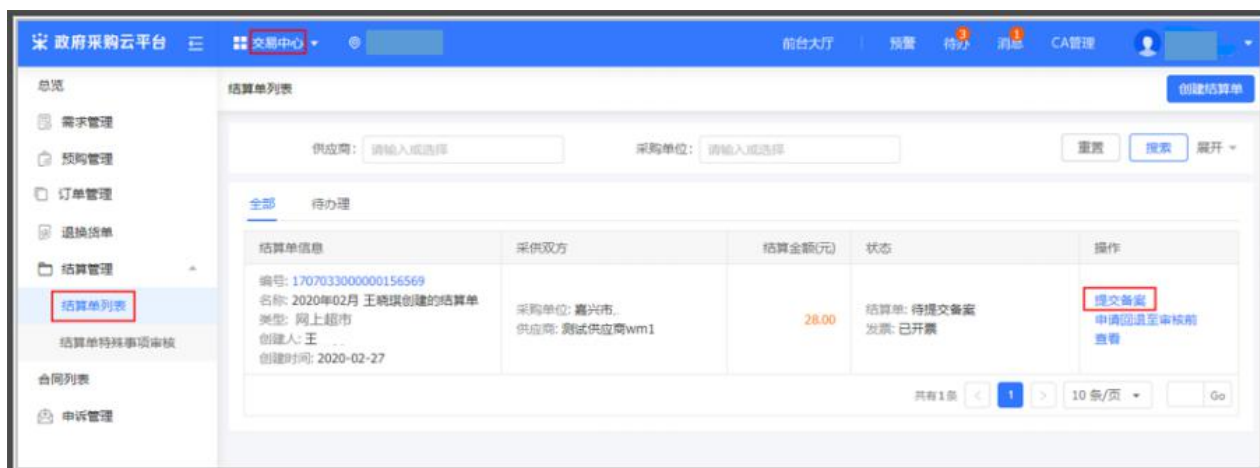 政府采购云平台
交易中心
前台大厅
预警
待办
3
消息
1
CA管理
总览
需求管理
预购管理
订单管理
退换货单
结算管理
结算单列表
结算单特殊事项审核
合同列表
申诉管理
结算单列表
创建结算单
供应商: 请输入或选择
采购单位: 请输入或选择
重置
搜索
展开
全部
待办理
结算单信息
采供双方
结算金额(元)
状态
操作
编号: 1707033000000156569
名称: 2020年02月 王晓琪创建的结算单
类型: 网上超市
创建人: 王
创建时间: 2020-02-27
采购单位: 嘉兴市
供应商: 测试供应商wm1
28.00
结算单: 待提交备案
发票: 已开票
提交备案
申请回退至审核前
查看
共有1条 < 1 > 10 条/页 Go